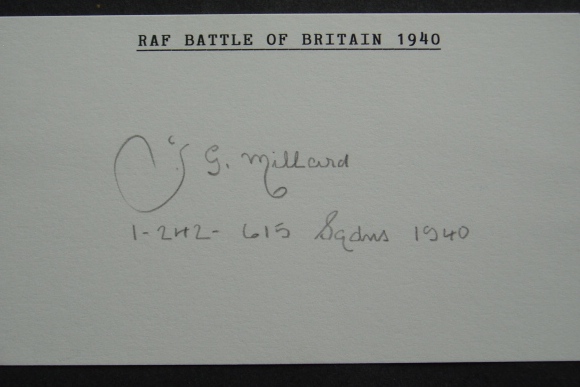 RAF BATTLE OF BRITAIN 1940
J. G. Millard
1-242-615 Sqdns 1940